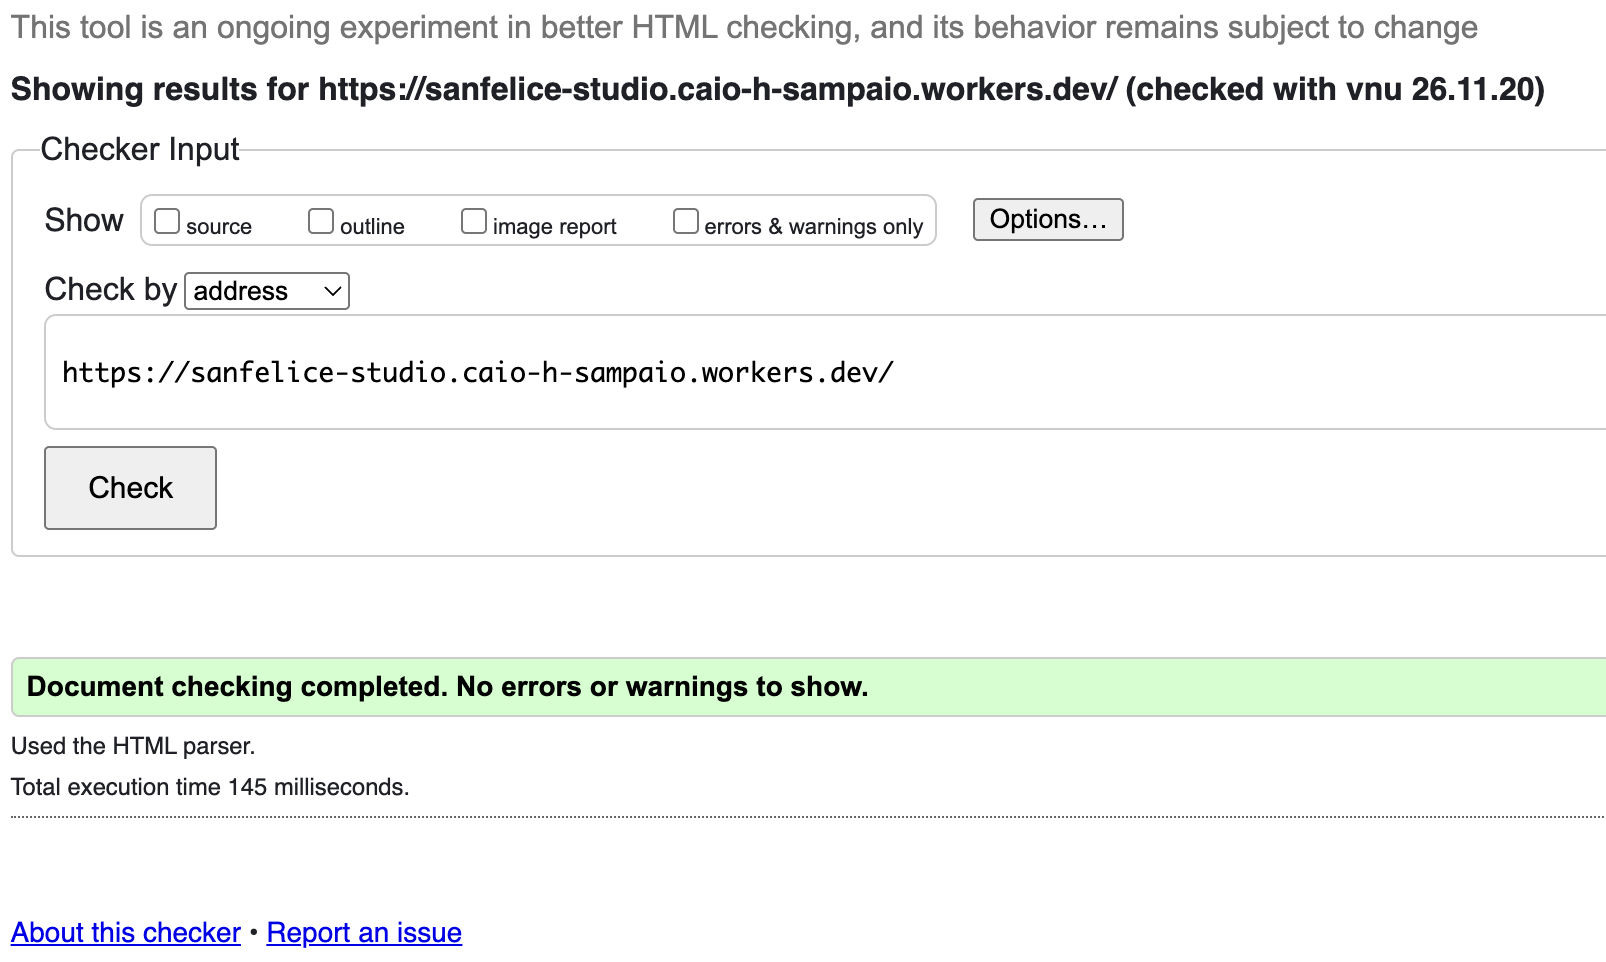 This tool is an ongoing experiment in better HTML checking, and its behavior remains subject to change
Showing results for https://sanfelice-studio.caio-h-sampaio.workers.dev/ (checked with vnu 26.11.20)
Checker Input
Show source outline image report errors & warnings only Options…
Check by address
https://sanfelice-studio.caio-h-sampaio.workers.dev/
Check
Document checking completed. No errors or warnings to show.
Used the HTML parser.
Total execution time 145 milliseconds.
About this checker • Report an issue